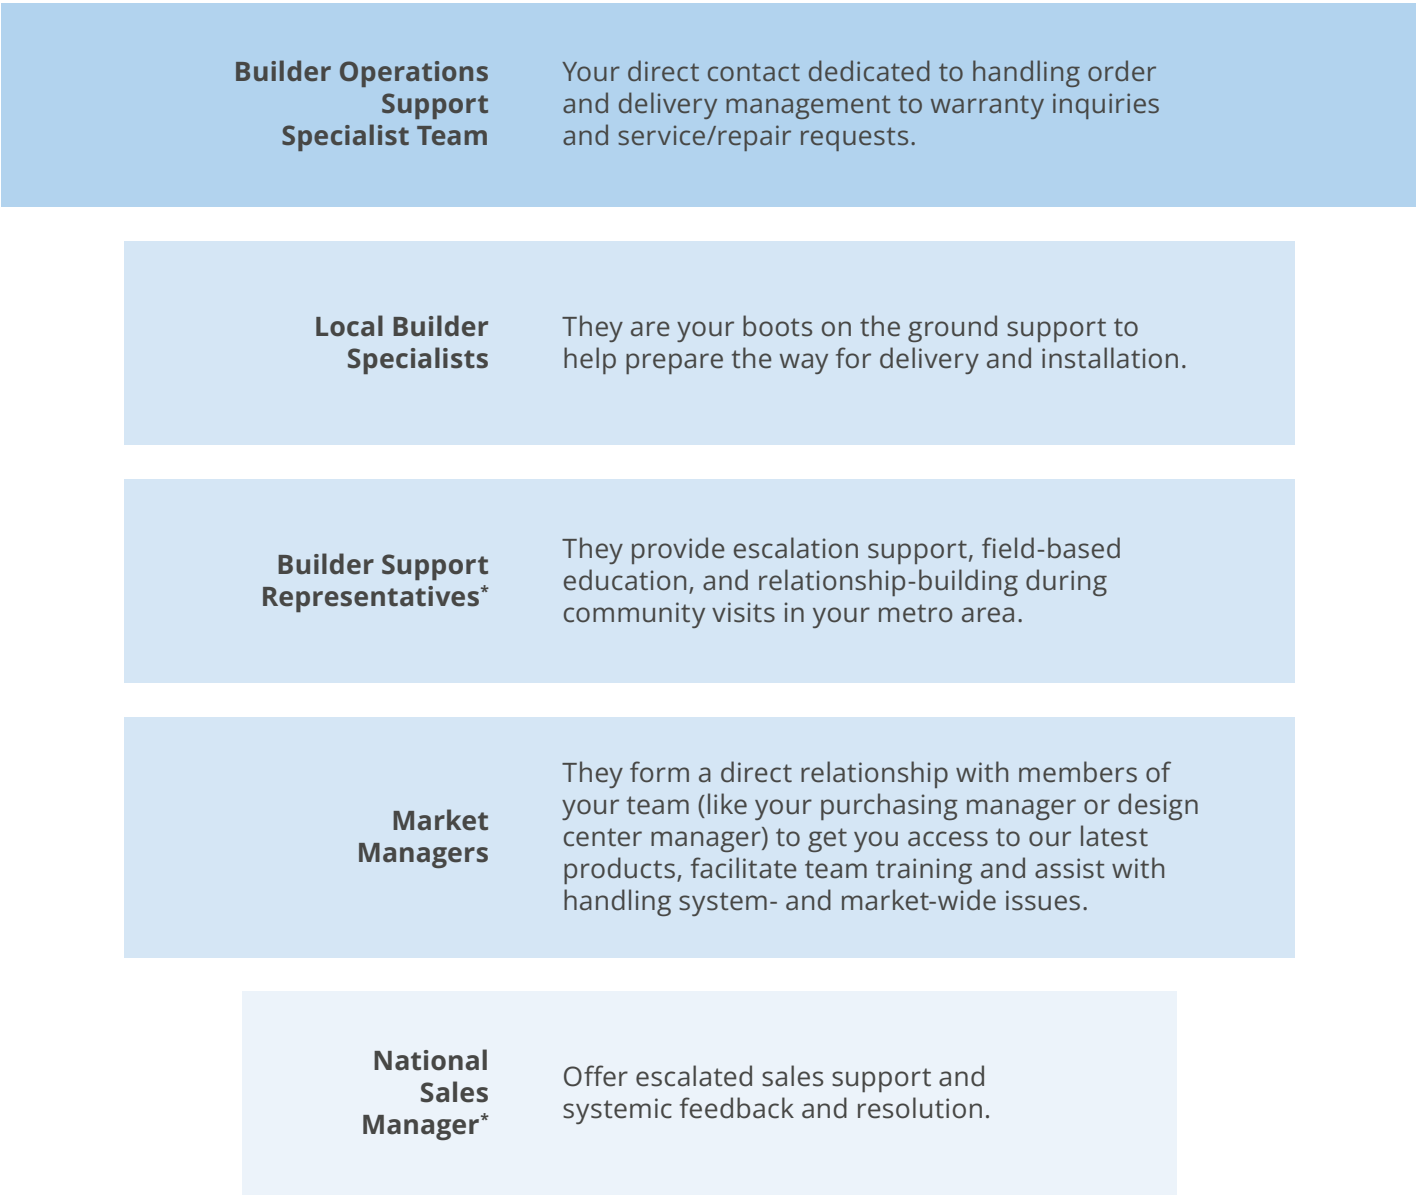 Builder Operations
Support
Specialist Team
Your direct contact dedicated to handling order
and delivery management to warranty inquiries
and service/repair requests.
Local Builder
Specialists
They are your boots on the ground support to
help prepare the way for delivery and installation.
Builder Support
Representatives*
They provide escalation support, field-based
education, and relationship-building during
community visits in your metro area.
Market
Managers
They form a direct relationship with members of
your team (like your purchasing manager or design
center manager) to get you access to our latest
products, facilitate team training and assist with
handling system- and market-wide issues.
National
Sales
Manager*
Offer escalated sales support and
systemic feedback and resolution.